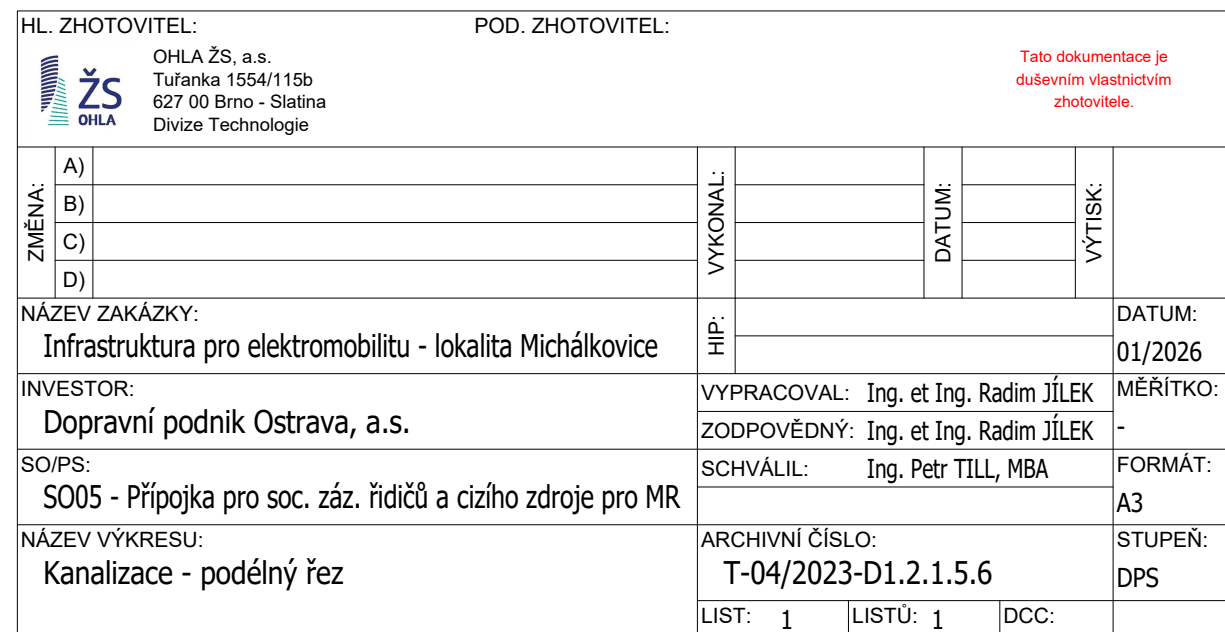 HL. ZHOTOVITEL: POD. ZHOTOVITEL:
ŽS
OHLA
OHLA ŽS, a.s.
Tuřanka 1554/115b
627 00 Brno - Slatina
Divize Technologie
Tato dokumentace je
duševním vlastnictvím
zhotovitele.
ZMĚNA:
A)
B)
C)
D)
VYKONAL:
DATUM:
VÝTISK:
NÁZEV ZAKÁZKY:
Infrastruktura pro elektromobilitu - lokalita Michálkovice
HIP:
DATUM:
01/2026
INVESTOR:
Dopravní podnik Ostrava, a.s.
VYPRACOVAL: Ing. et Ing. Radim JÍLEK
ZODPOVĚDNÝ: Ing. et Ing. Radim JÍLEK
MĚŘÍTKO:
-
SO/PS:
SO05 - Přípojka pro soc. záz. řidičů a cizího zdroje pro MR
SCHVÁLIL: Ing. Petr TILL, MBA
FORMÁT:
A3
NÁZEV VÝKRESU:
Kanalizace - podélný řez
ARCHIVNÍ ČÍSLO:
T-04/2023-D1.2.1.5.6
STUPEŇ:
DPS
LIST: 1 LISTŮ: 1 DCC: